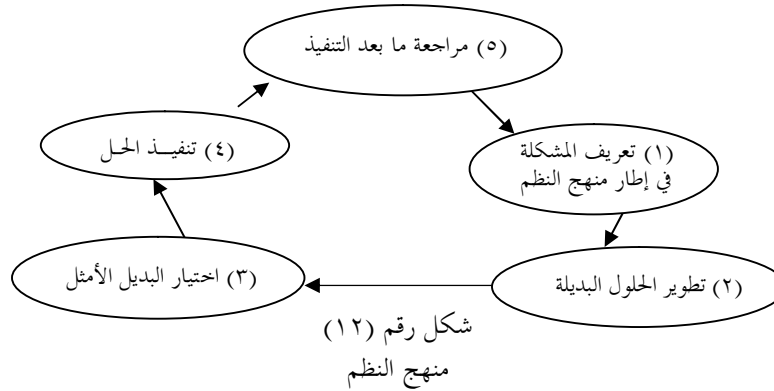 (٥) مراجعة ما بعد التنفيذ
(١) تعريف المشكلة
في إطار منهج النظم
(٢) تطوير الحلول البديلة
(٣) اختيار البديل الأمثل
(٤) تنفيــذ الحـل
شكل رقم (١٢)
منهج النظم